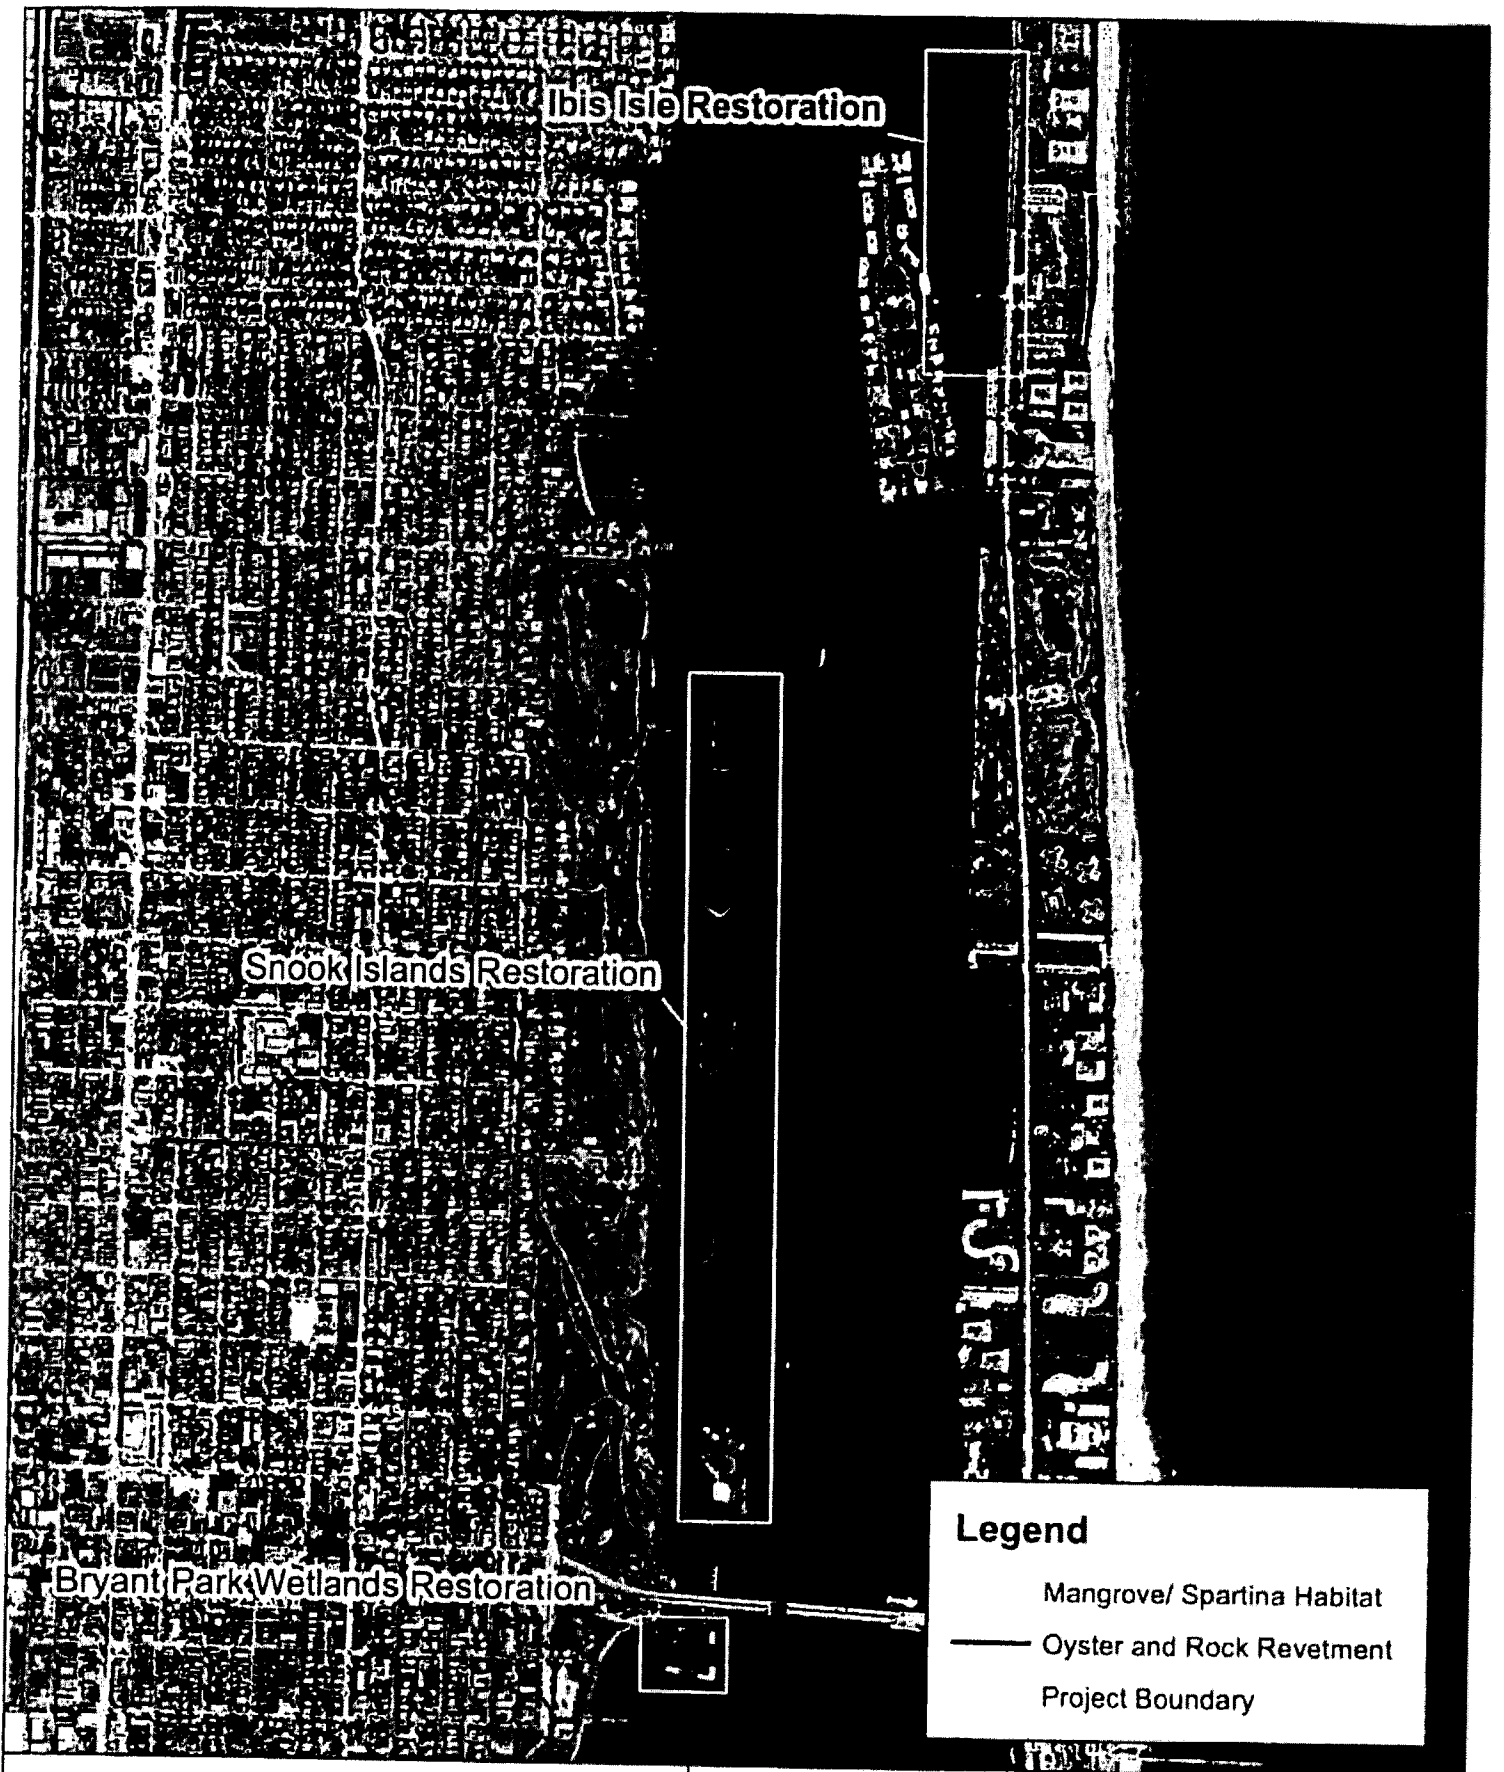 Ibis Isle Restoration
Snook Islands Restoration
Bryant Park Wetlands Restoration
Legend
Mangrove/ Spartina Habitat
Oyster and Rock Revetment
Project Boundary